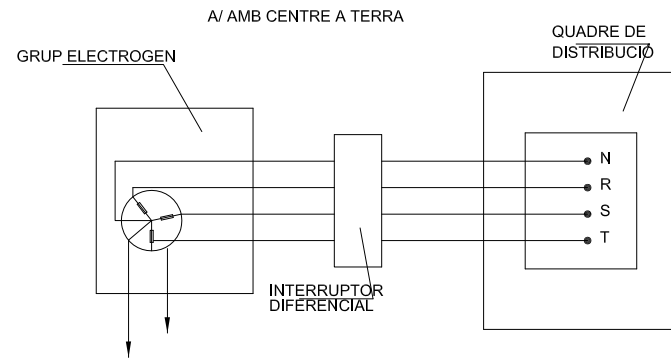 A/ AMB CENTRE A TERRA
GRUP ELECTROGEN
QUADRE DE
DISTRIBUCIÓ
N
R
S
T
INTERRUPTOR
DIFERENCIAL